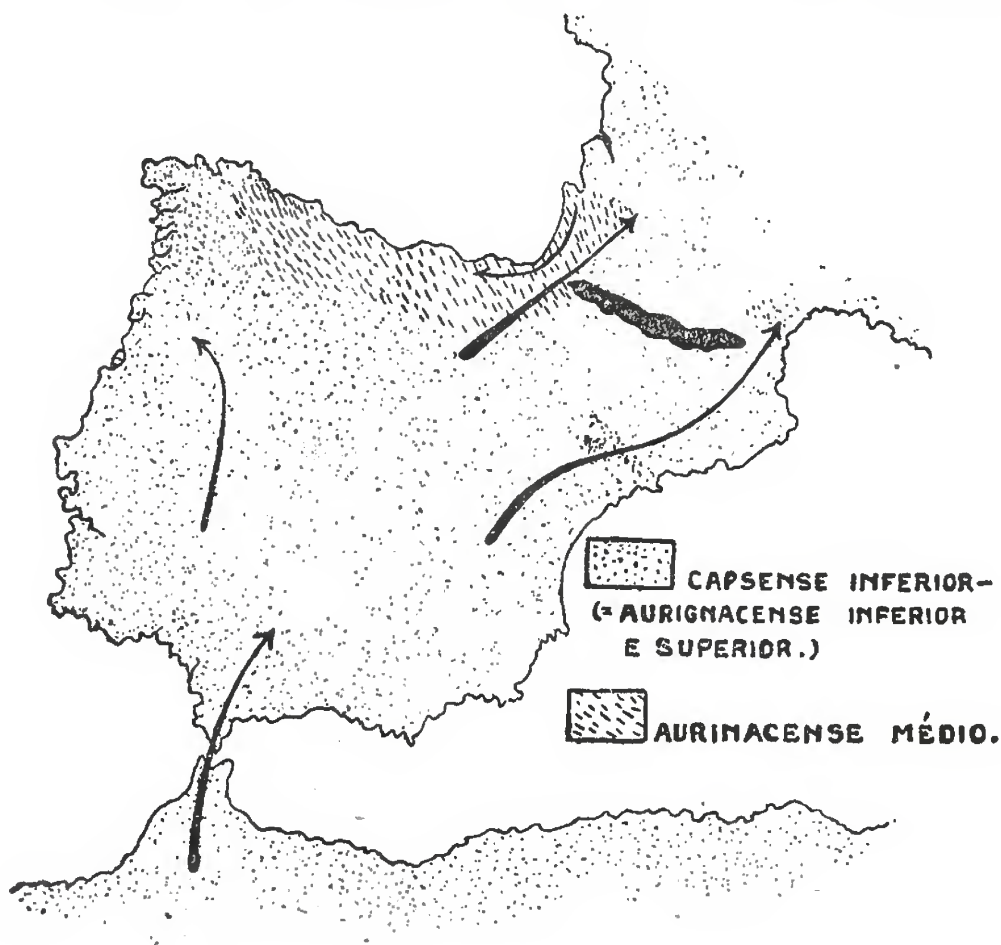 CAPSENSE INFERIOR-
(=AURIGNACENSE INFERIOR
E SUPERIOR.)
AURINACENSE MÉDIO.